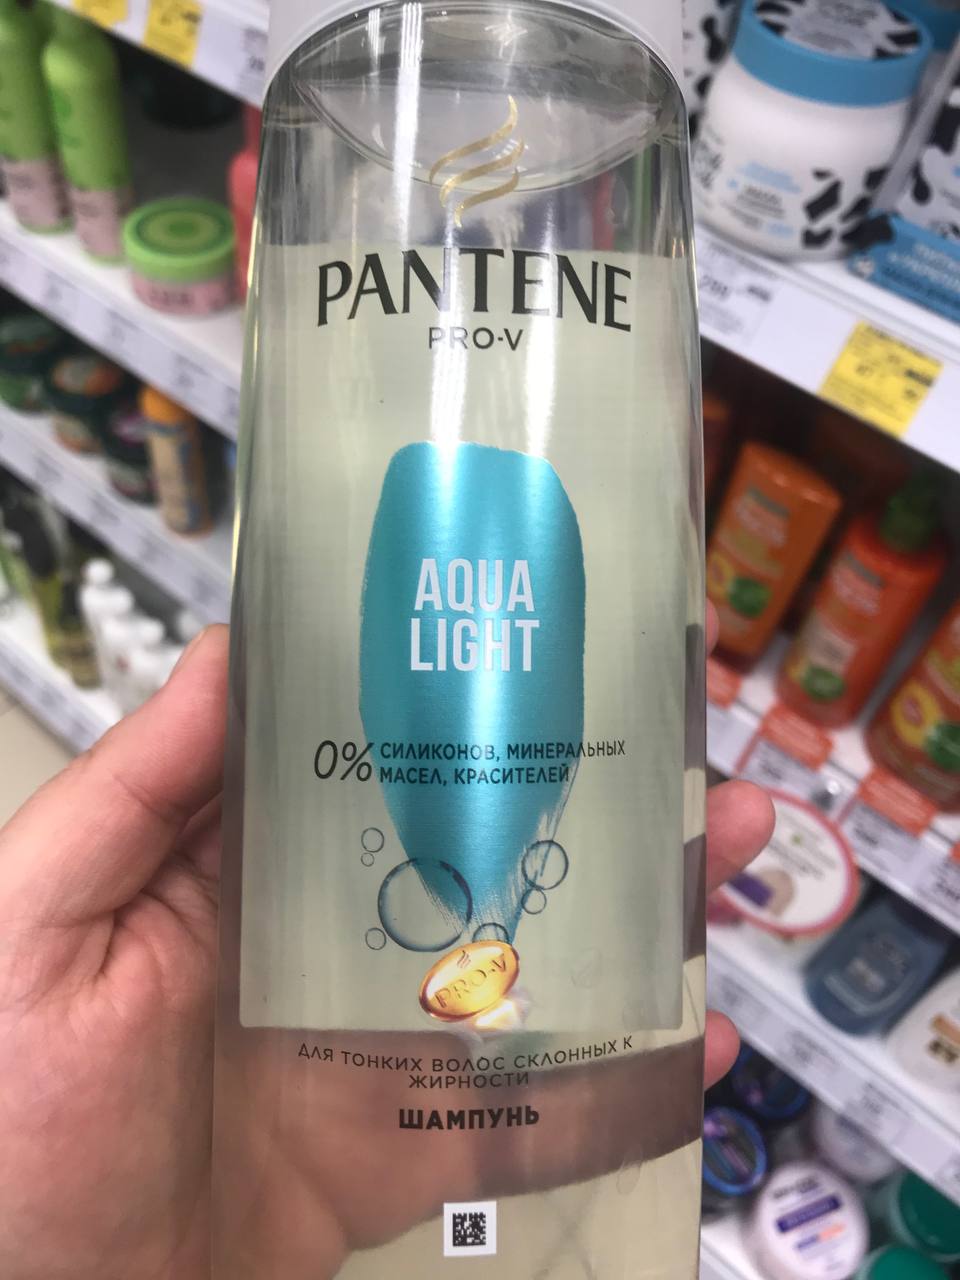 PANTENE
PRO-V
AQUA
LIGHT
0% СИЛИКОНОВ, МИНЕРАЛЬНЫХ
МАСЕЛ, КРАСИТЕЛЕЙ
PRO-V
ДЛЯ ТОНКИХ ВОЛОС СКЛОННЫХ К
ЖИРНОСТИ
ШАМПУНЬ